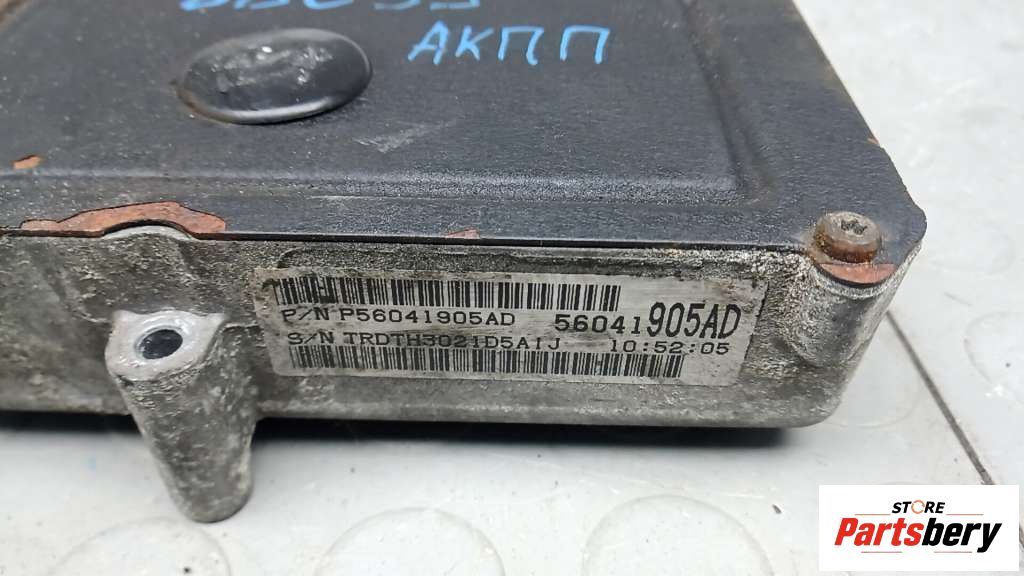 АКПП
P/N P56041905AD 56041905AD
S/N TRDTH3021D5A1J 10:52:05
STORE
Partsbery